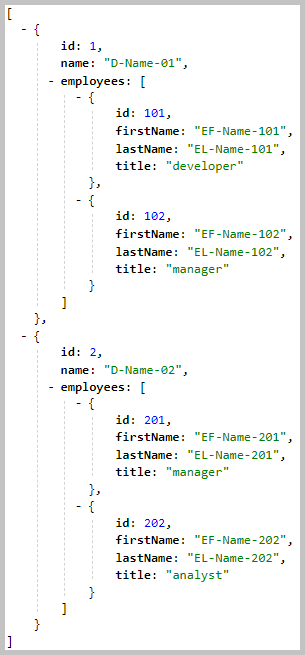 [
- {
id: 1,
name: "D-Name-01",
- employees: [
- {
id: 101,
firstName: "EF-Name-101",
lastName: "EL-Name-101",
title: "developer"
},
- {
id: 102,
firstName: "EF-Name-102",
lastName: "EL-Name-102",
title: "manager"
}
]
},
- {
id: 2,
name: "D-Name-02",
- employees: [
- {
id: 201,
firstName: "EF-Name-201",
lastName: "EL-Name-201",
title: "manager"
},
- {
id: 202,
firstName: "EF-Name-202",
lastName: "EL-Name-202",
title: "analyst"
}
]
}
]